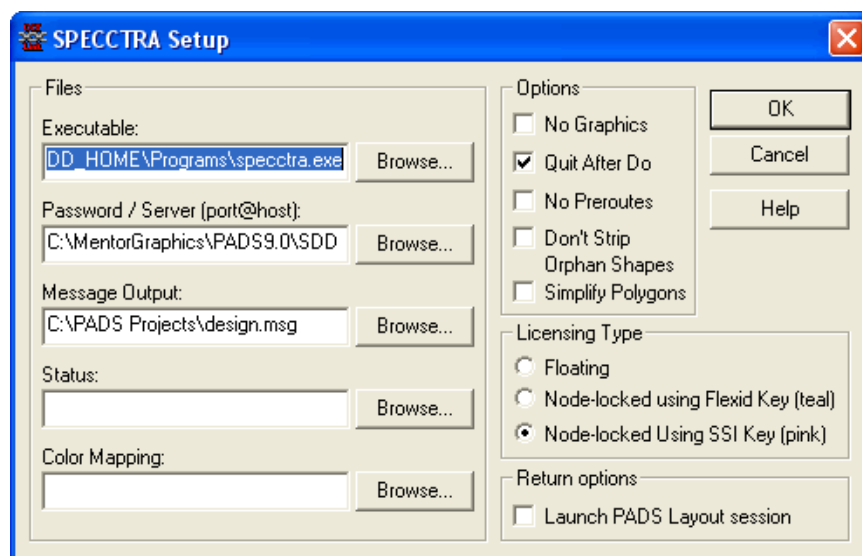 SPECCTRA Setup
Files
Executable:
DD_HOME\Programs\specctra.exe
Browse...
Password / Server (port@host):
C:\MentorGraphics\PADS9.0\SDD
Browse...
Message Output:
C:\PADS Projects\design.msg
Browse...
Status:
Browse...
Color Mapping:
Browse...
Options
No Graphics
Quit After Do
No Preroutes
Don't Strip
Orphan Shapes
Simplify Polygons
OK
Cancel
Help
Licensing Type
Floating
Node-locked using Flexid Key (teal)
Node-locked Using SSI Key (pink)
Return options
Launch PADS Layout session